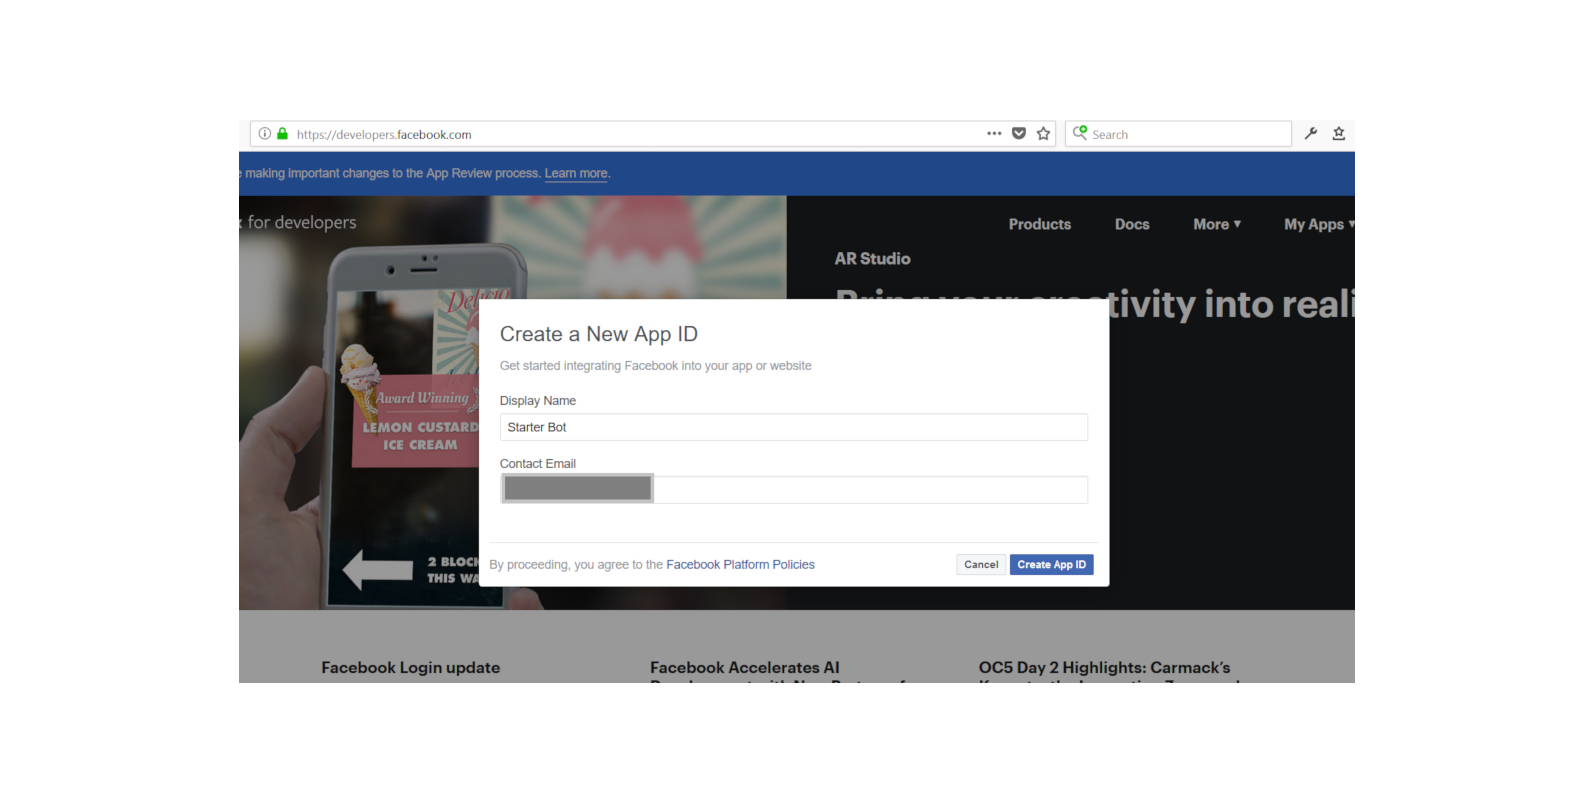 https://developers.facebook.com
Search
making important changes to the App Review process. Learn more.
for developers
Products
Docs
More
My Apps
AR Studio
Create a New App ID
Get started integrating Facebook into your app or website
Display Name
Starter Bot
Contact Email
By proceeding, you agree to the Facebook Platform Policies
Cancel
Create App ID
Award Winning
LEMON CUSTARD
ICE CREAM
2 BLOCK
THIS WA
tivity into reali
Facebook Login update
Facebook Accelerates AI
OC5 Day 2 Highlights: Carmack's